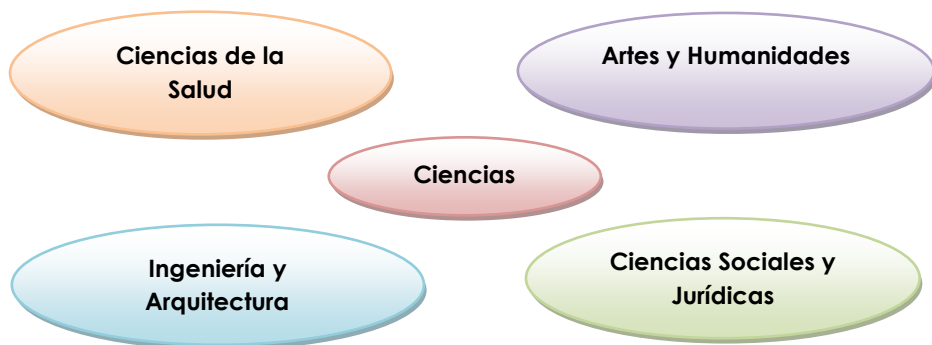 Ciencias de la
Salud
Artes y Humanidades
Ciencias
Ingeniería y
Arquitectura
Ciencias Sociales y
Jurídicas